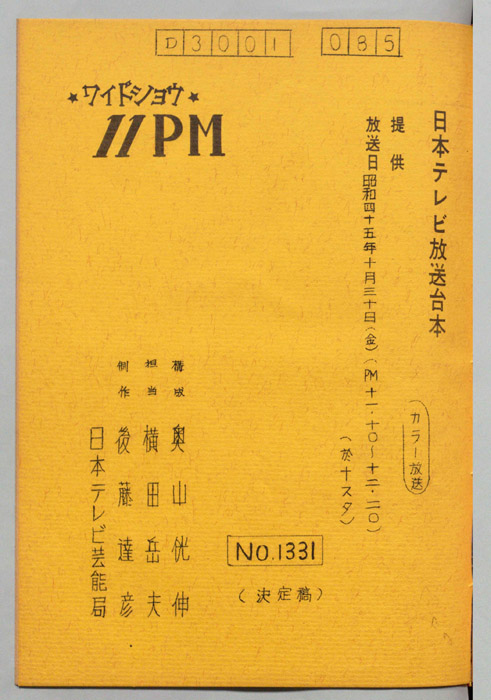 D3001 085
★ワイドショウ★
11PM
日本テレビ放送台本
提供
カラー放送
放送日昭和四十五年十月三十日(金)(PM十一・十〇~十二・二〇)
(於十スタ)
NO.1331
(決定稿)
構成 奥山侊伸
担当 横田岳夫
制作 後藤達彦
日本テレビ芸能局